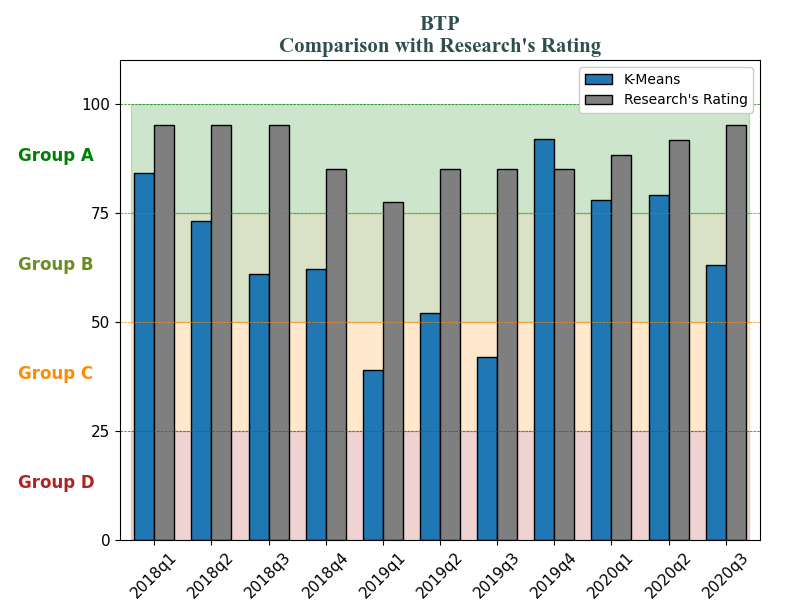 BTP
Comparison with Research's Rating
K-Means
Research's Rating
100
75
50
25
0
Group A
Group B
Group C
Group D
2018q1
2018q2
2018q3
2018q4
2019q1
2019q2
2019q3
2019q4
2020q1
2020q2
2020q3